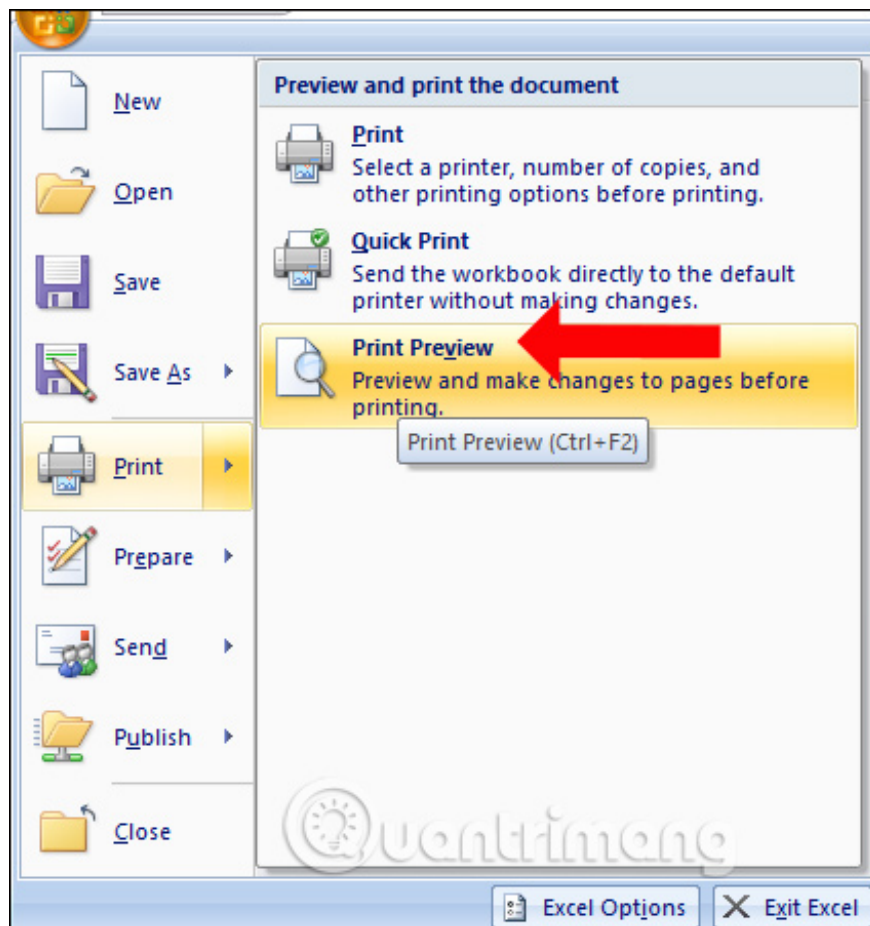 New
Open
Save
Save As
Print
Prepare
Send
Publish
Close
Preview and print the document
Print
Select a printer, number of copies, and
other printing options before printing.
Quick Print
Send the workbook directly to the default
printer without making changes.
Print Preview
Preview and make changes to pages before
printing.
Print Preview (Ctrl+F2)
Quantrimang
Excel Options
Exit Excel